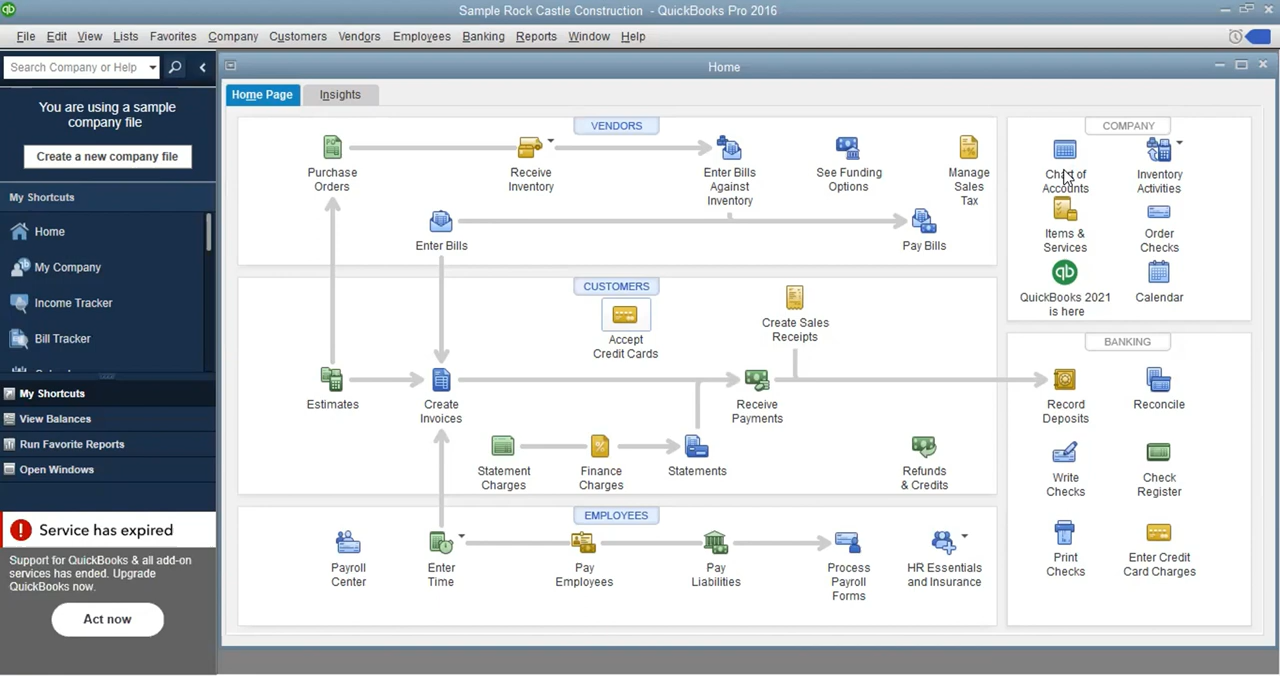 Sample Rock Castle Construction - QuickBooks Pro 2016
File Edit View Lists Favorites Company Customers Vendors Employees Banking Reports Window Help
Search Company or Help
You are using a sample
company file
Create a new company file
My Shortcuts
Home
My Company
Income Tracker
Bill Tracker
My Shortcuts
View Balances
Run Favorite Reports
Open Windows
Service has expired
Support for QuickBooks & all add-on
services has ended. Upgrade
QuickBooks now.
Act now
Home
Home Page
Insights
VENDORS
Purchase
Orders
Receive
Inventory
Enter Bills
Against
Inventory
See Funding
Options
Manage
Sales
Tax
Enter Bills
Pay Bills
CUSTOMERS
Accept
Credit Cards
Create Sales
Receipts
Estimates
Create
Invoices
Receive
Payments
Statement
Charges
Finance
Charges
Statements
Refunds
& Credits
EMPLOYEES
Payroll
Center
Enter
Time
Pay
Employees
Pay
Liabilities
Process
Payroll
Forms
HR Essentials
and Insurance
COMPANY
Chart of
Accounts
Inventory
Activities
Items &
Services
Order
Checks
qb
QuickBooks 2021
is here
Calendar
BANKING
Record
Deposits
Reconcile
Write
Checks
Check
Register
Print
Checks
Enter Credit
Card Charges